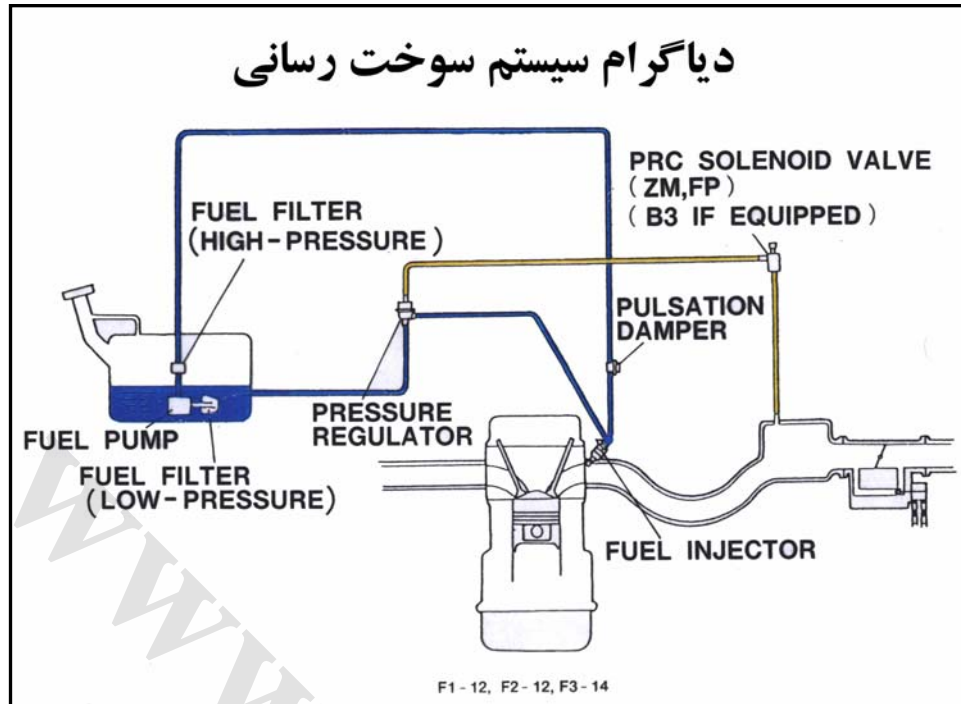 دیاگرام سیستم سوخت رسانی
PRC SOLENOID VALVE
( ZM,FP )
( B3 IF EQUIPPED )
FUEL FILTER
(HIGH-PRESSURE )
PULSATION
DAMPER
PRESSURE
REGULATOR
FUEL PUMP
FUEL FILTER
(LOW-PRESSURE)
FUEL INJECTOR
F1 - 12, F2 - 12, F3 - 14
www